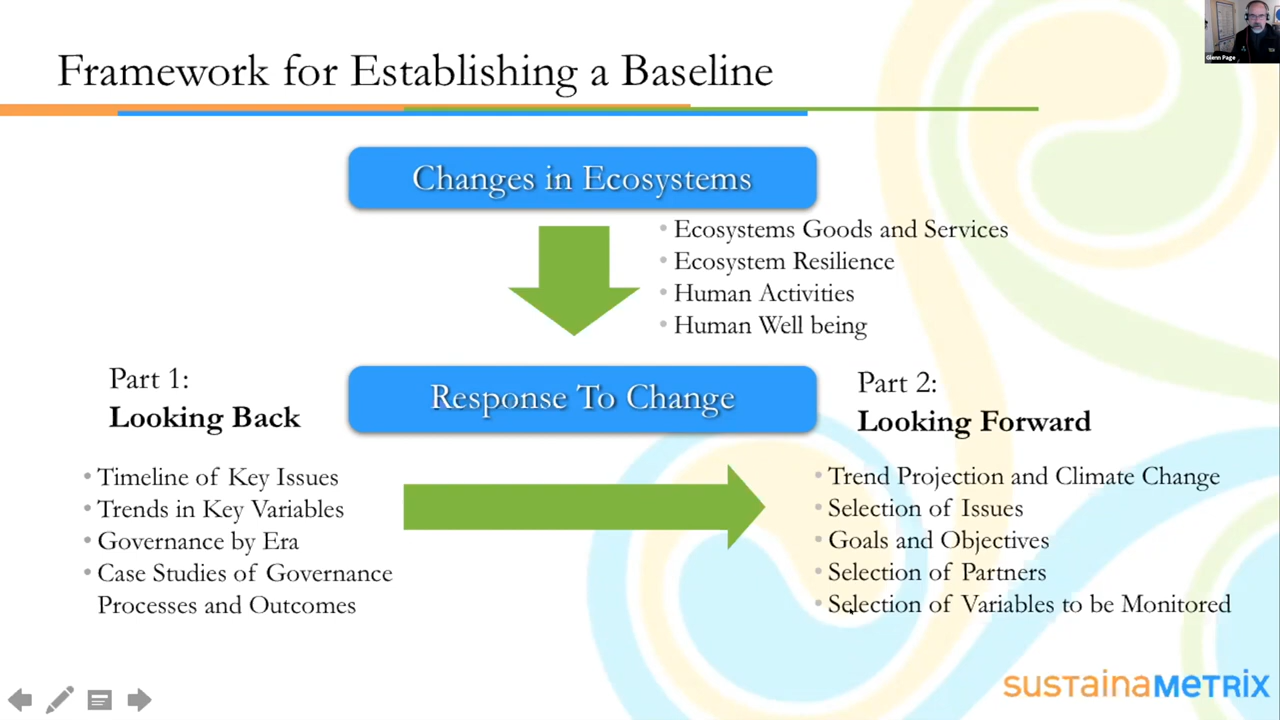 Framework for Establishing a Baseline
Glenn Page
Changes in Ecosystems
• Ecosystems Goods and Services
• Ecosystem Resilience
• Human Activities
• Human Well being
Part 1:
Looking Back
Response To Change
Part 2:
Looking Forward
• Timeline of Key Issues
• Trends in Key Variables
• Governance by Era
• Case Studies of Governance
Processes and Outcomes
• Trend Projection and Climate Change
• Selection of Issues
• Goals and Objectives
• Selection of Partners
• Selection of Variables to be Monitored
sustainaMETRIX